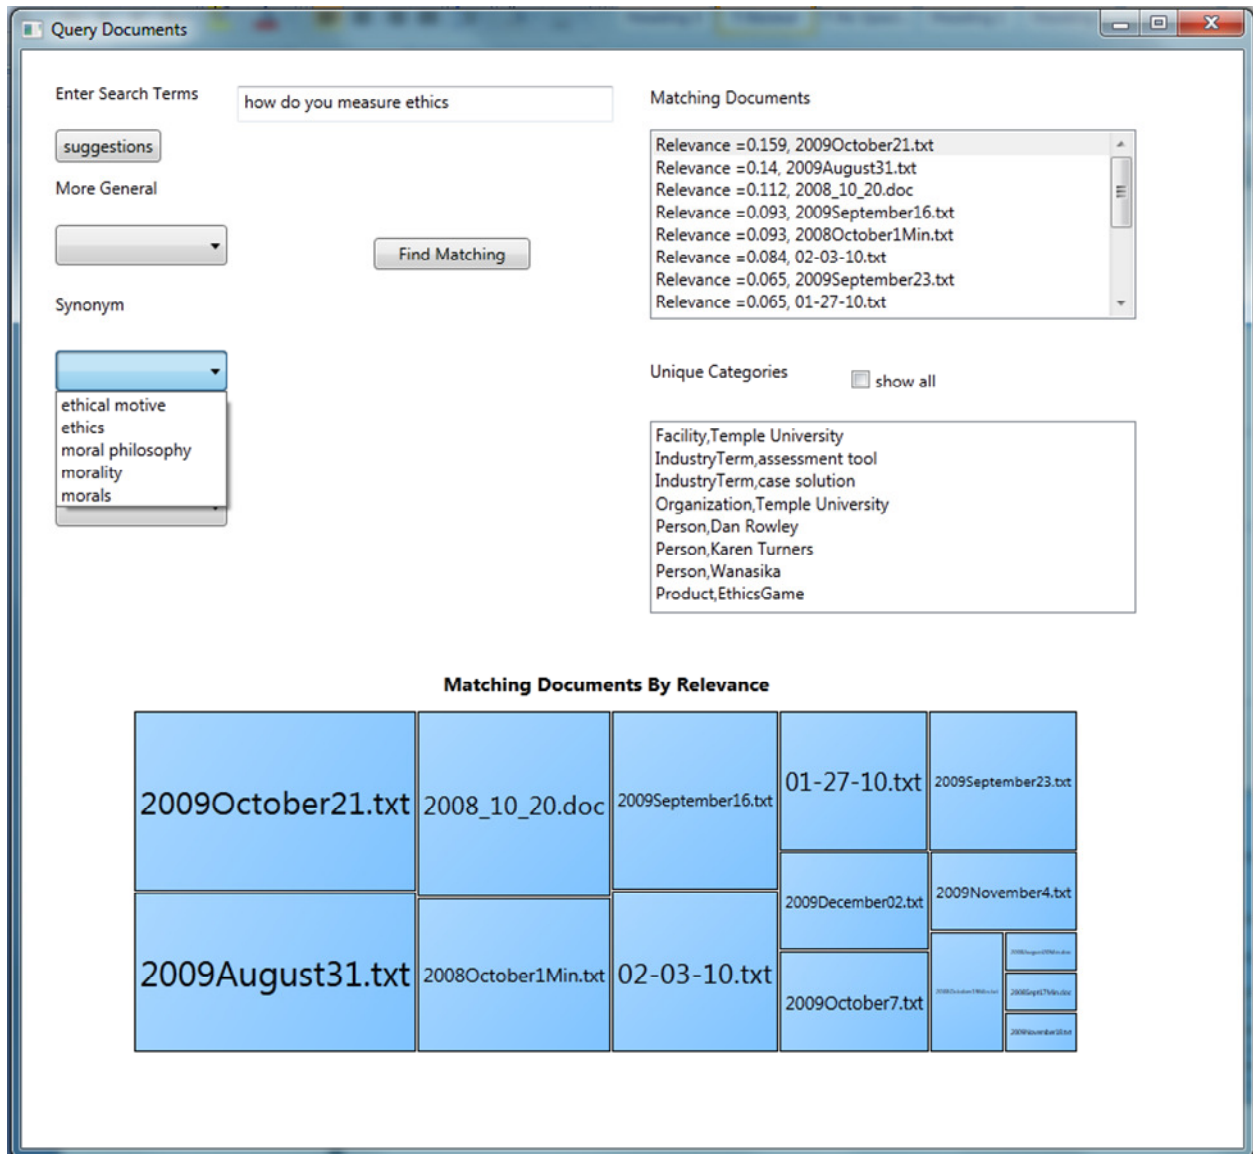 Query Documents
Enter Search Terms
how do you measure ethics
suggestions
More General
Find Matching
Synonym
ethical motive
ethics
moral philosophy
morality
morals
Matching Documents
Relevance =0.159, 2009October21.txt
Relevance =0.14, 2009August31.txt
Relevance =0.112, 2008_10_20.doc
Relevance =0.093, 2009September16.txt
Relevance =0.093, 2008October1Min.txt
Relevance =0.084, 02-03-10.txt
Relevance =0.065, 2009September23.txt
Relevance =0.065, 01-27-10.txt
Unique Categories
show all
Facility,Temple University
IndustryTerm,assessment tool
IndustryTerm,case solution
Organization,Temple University
Person,Dan Rowley
Person,Karen Turners
Person,Wanasika
Product,EthicsGame
Matching Documents By Relevance
2009October21.txt
2008_10_20.doc
2009September16.txt
01-27-10.txt
2009September23.txt
2009December02.txt
2009November4.txt
2009August31.txt
2008October1Min.txt
02-03-10.txt
2009October7.txt
2008Sept17Min.doc
2009November18.txt